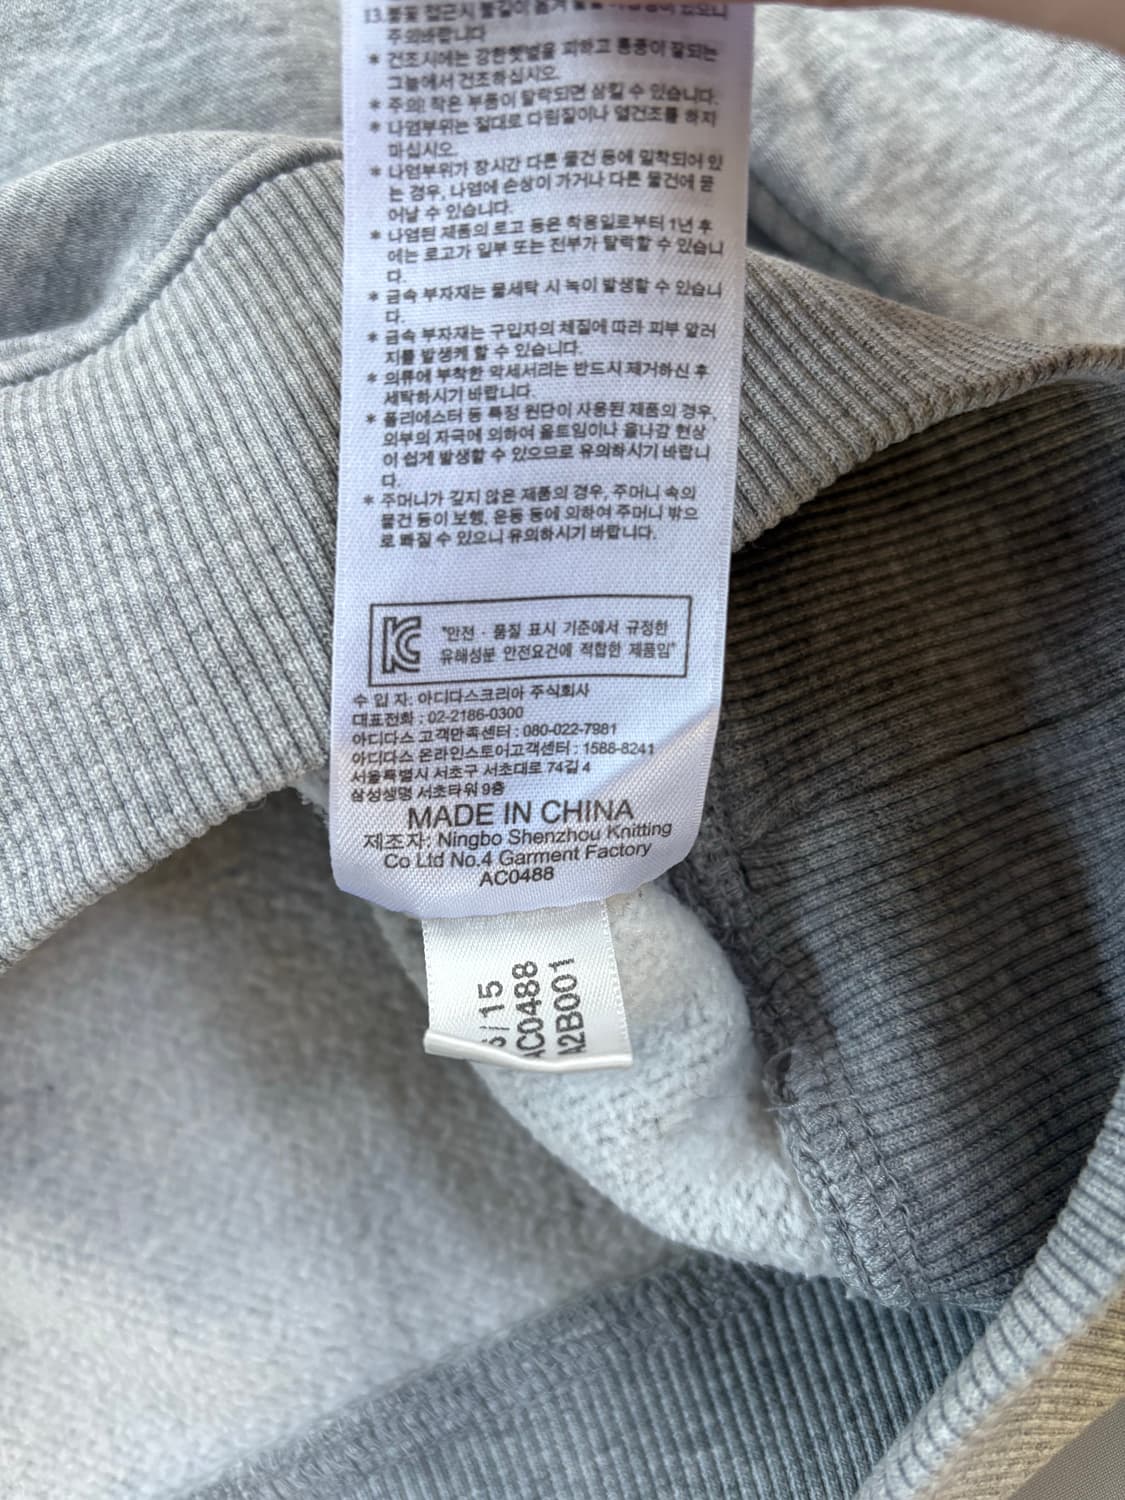 13.불꽃 접근시 불길이 옮겨 붙을 위험성이 있으니
주의바랍니다
* 건조시에는 강한햇볕을 피하고 통풍이 잘되는
그늘에서 건조하십시오.
* 주의! 작은 부품이 탈락되면 삼킬 수 있습니다.
* 나염부위는 절대로 다림질이나 열건조를 하지
마십시오.
* 나염부위가 장시간 다른 물건 등에 밀착되어 있
는 경우, 나염에 손상이 가거나 다른 물건에 묻
어날 수 있습니다.
* 나염된 제품의 로고 등은 착용일로부터 1년 후
에는 로고가 일부 또는 전부가 탈락할 수 있습니
다.
* 금속 부자재는 물세탁 시 녹이 발생할 수 있습니
다.
* 금속 부자재는 구입자의 체질에 따라 피부 알러
지를 발생케 할 수 있습니다.
* 의류에 부착한 악세서리는 반드시 제거하신 후
세탁하시기 바랍니다.
* 폴리에스터 등 특정 원단이 사용된 제품의 경우,
외부의 자극에 의하여 올트임이나 올나감 현상
이 쉽게 발생할 수 있으므로 유의하시기 바랍니
다.
* 주머니가 깊지 않은 제품의 경우, 주머니 속의
물건 등이 보행, 운동 등에 의하여 주머니 밖으
로 빠질 수 있으니 유의하시기 바랍니다.
"안전 · 품질 표시 기준에서 규정한
유해성분 안전요건에 적합한 제품임"
수 입 자: 아디다스코리아 주식회사
대표전화 : 02-2186-0300
아디다스 고객만족센터 : 080-022-7981
아디다스 온라인스토어고객센터 : 1588-8241
서울특별시 서초구 서초대로 74길 4
삼성생명 서초타워 9층
MADE IN CHINA
제조자: Ningbo Shenzhou Knitting
Co Ltd No.4 Garment Factory
AC0488
/15
AC0488
A2B001